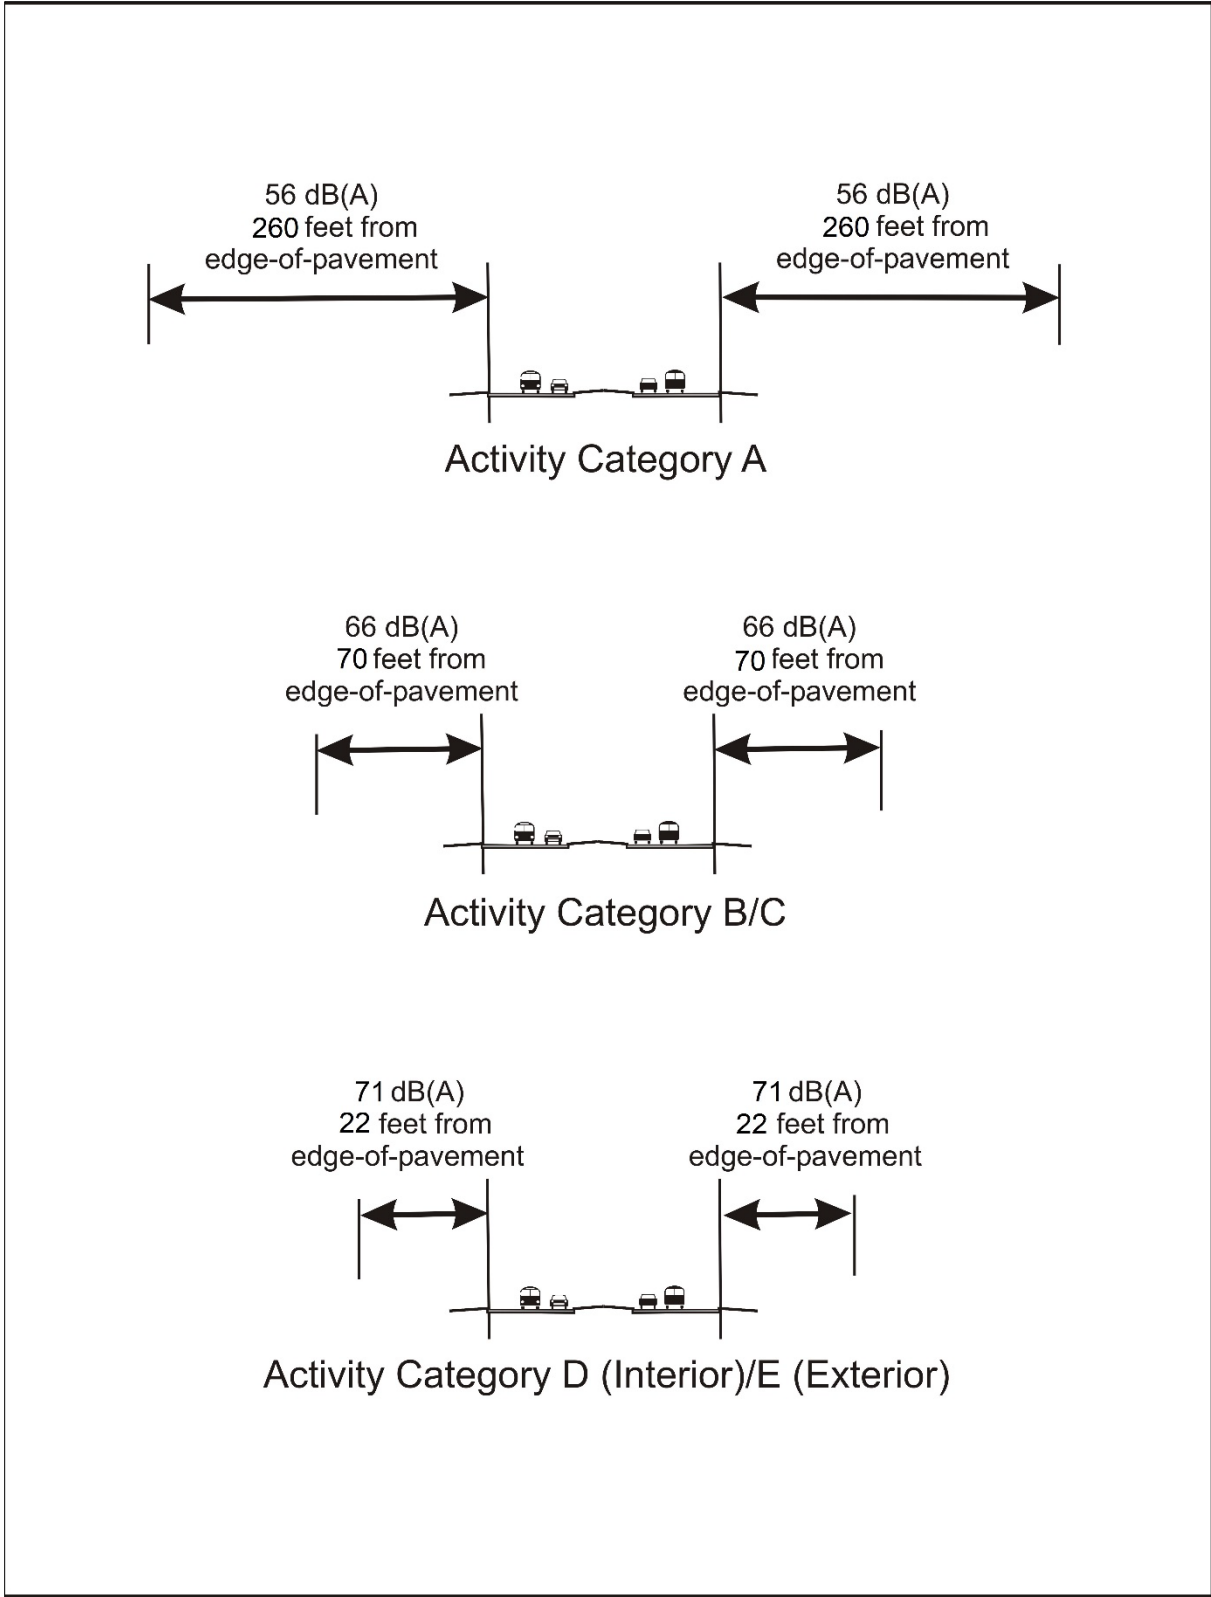 56 dB(A)
260 feet from
edge-of-pavement
56 dB(A)
260 feet from
edge-of-pavement
Activity Category A
66 dB(A)
70 feet from
edge-of-pavement
66 dB(A)
70 feet from
edge-of-pavement
Activity Category B/C
71 dB(A)
22 feet from
edge-of-pavement
71 dB(A)
22 feet from
edge-of-pavement
Activity Category D (Interior)/E (Exterior)